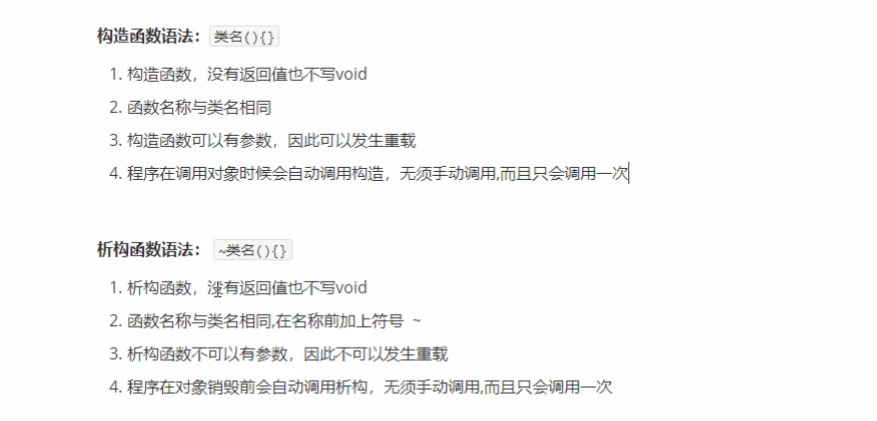 构造函数语法： 类名(){}
1. 构造函数，没有返回值也不写void
2. 函数名称与类名相同
3. 构造函数可以有参数，因此可以发生重载
4. 程序在调用对象时候会自动调用构造，无须手动调用,而且只会调用一次
析构函数语法： ~类名(){}
1. 析构函数，没有返回值也不写void
2. 函数名称与类名相同,在名称前加上符号 ~
3. 析构函数不可以有参数，因此不可以发生重载
4. 程序在对象销毁前会自动调用析构，无须手动调用,而且只会调用一次